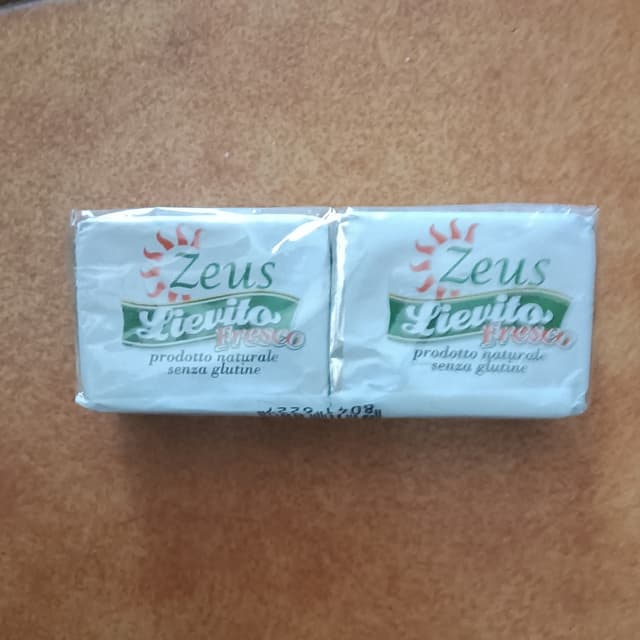 Zeus
Lievito
Fresco
prodotto naturale
senza glutine
Zeus
Lievito
Fresco
prodotto naturale
senza glutine